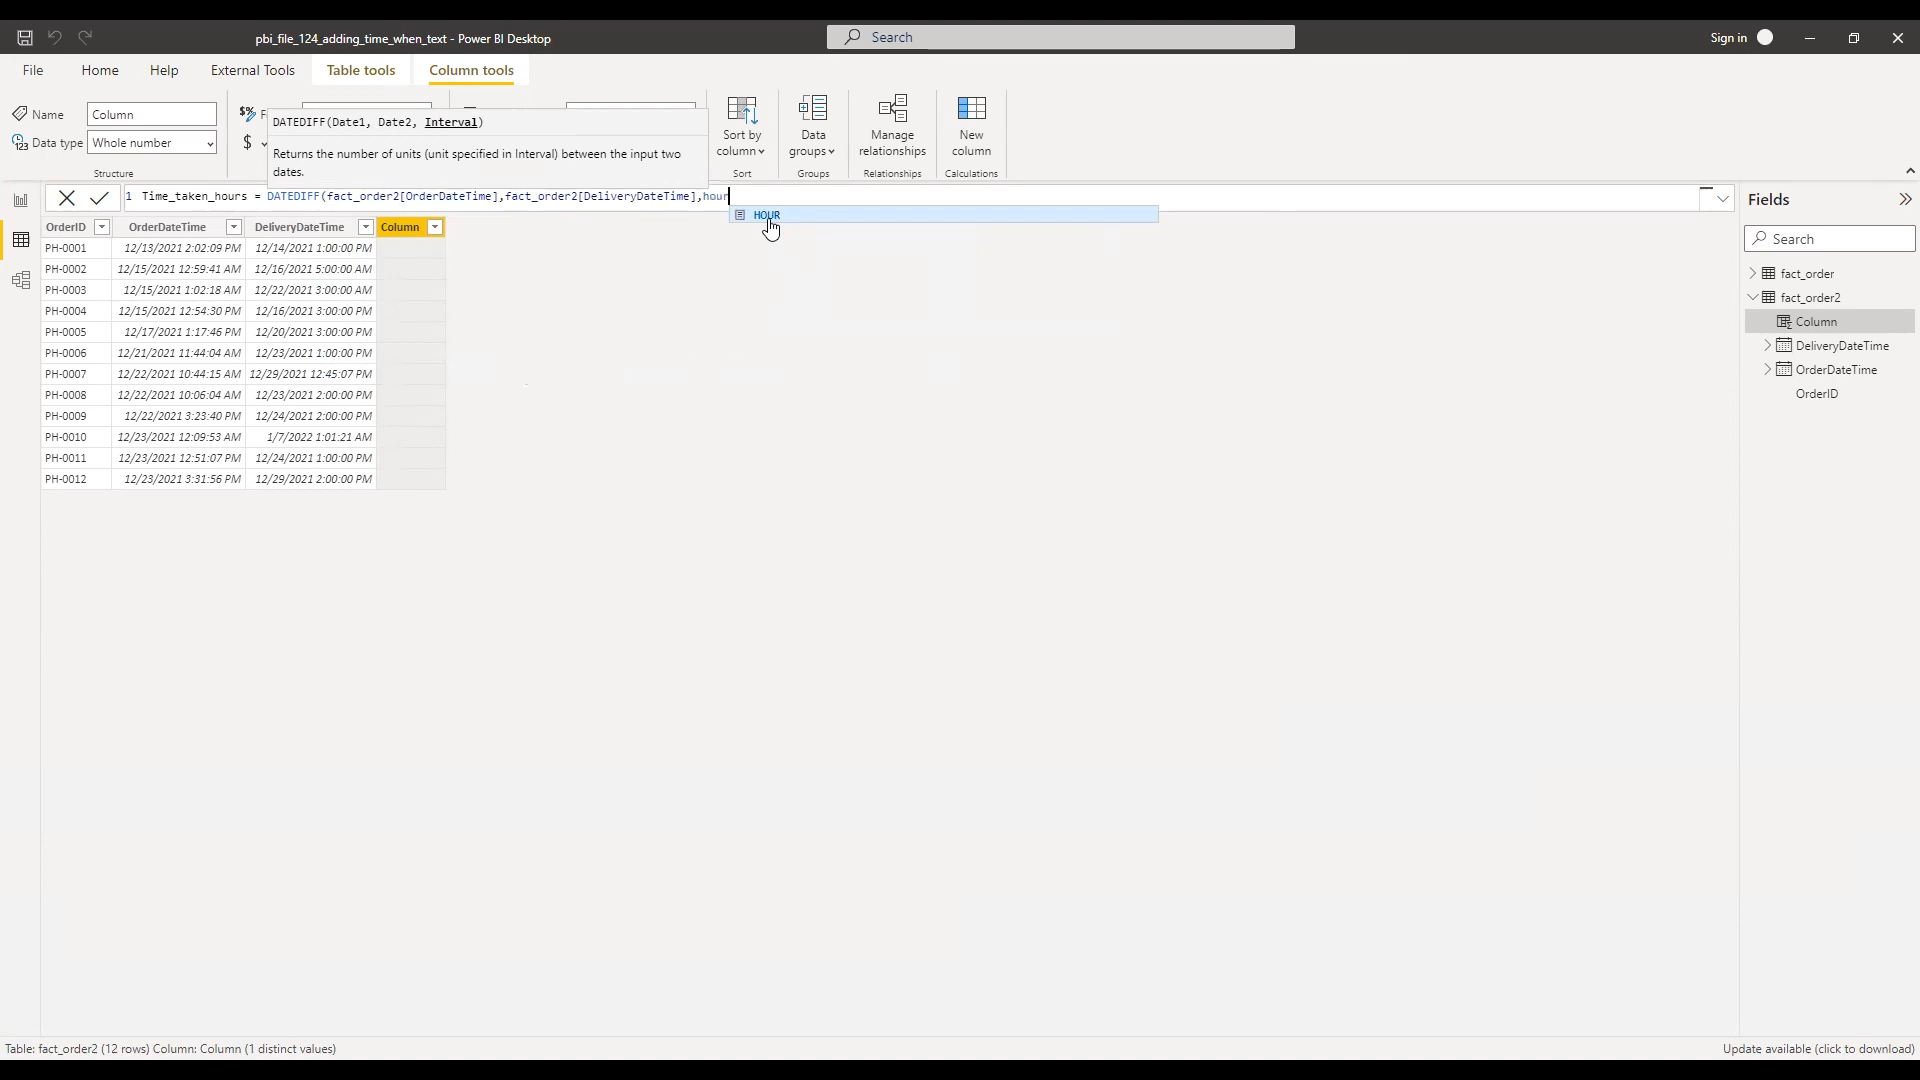 pbi_file_124_adding_time_when_text - Power BI Desktop
Search
Sign in
File
Home
Help
External Tools
Table tools
Column tools
Name
Column
Data type
Whole number
Structure
$%
F
$
DATEDIFF(Date1, Date2, Interval)
Returns the number of units (unit specified in Interval) between the input two
dates.
Sort by
column
Sort
Data
groups
Groups
Manage
relationships
Relationships
New
column
Calculations
1 Time_taken_hours = DATEDIFF(fact_order2[OrderDateTime],fact_order2[DeliveryDateTime],hour
HOUR
OrderID OrderDateTime DeliveryDateTime Column
PH-0001 12/13/2021 2:02:09 PM 12/14/2021 1:00:00 PM
PH-0002 12/15/2021 12:59:41 AM 12/16/2021 5:00:00 AM
PH-0003 12/15/2021 1:02:18 AM 12/22/2021 3:00:00 AM
PH-0004 12/15/2021 12:54:30 PM 12/16/2021 3:00:00 PM
PH-0005 12/17/2021 1:17:46 PM 12/20/2021 3:00:00 PM
PH-0006 12/21/2021 11:44:04 AM 12/23/2021 1:00:00 PM
PH-0007 12/22/2021 10:44:15 AM 12/29/2021 12:45:07 PM
PH-0008 12/22/2021 10:06:04 AM 12/23/2021 2:00:00 PM
PH-0009 12/22/2021 3:23:40 PM 12/24/2021 2:00:00 PM
PH-0010 12/23/2021 12:09:53 AM 1/7/2022 1:01:21 AM
PH-0011 12/23/2021 12:51:07 PM 12/24/2021 1:00:00 PM
PH-0012 12/23/2021 3:31:56 PM 12/29/2021 2:00:00 PM
Fields
Search
fact_order
fact_order2
Column
DeliveryDateTime
OrderDateTime
OrderID
Table: fact_order2 (12 rows) Column: Column (1 distinct values)
Update available (click to download)